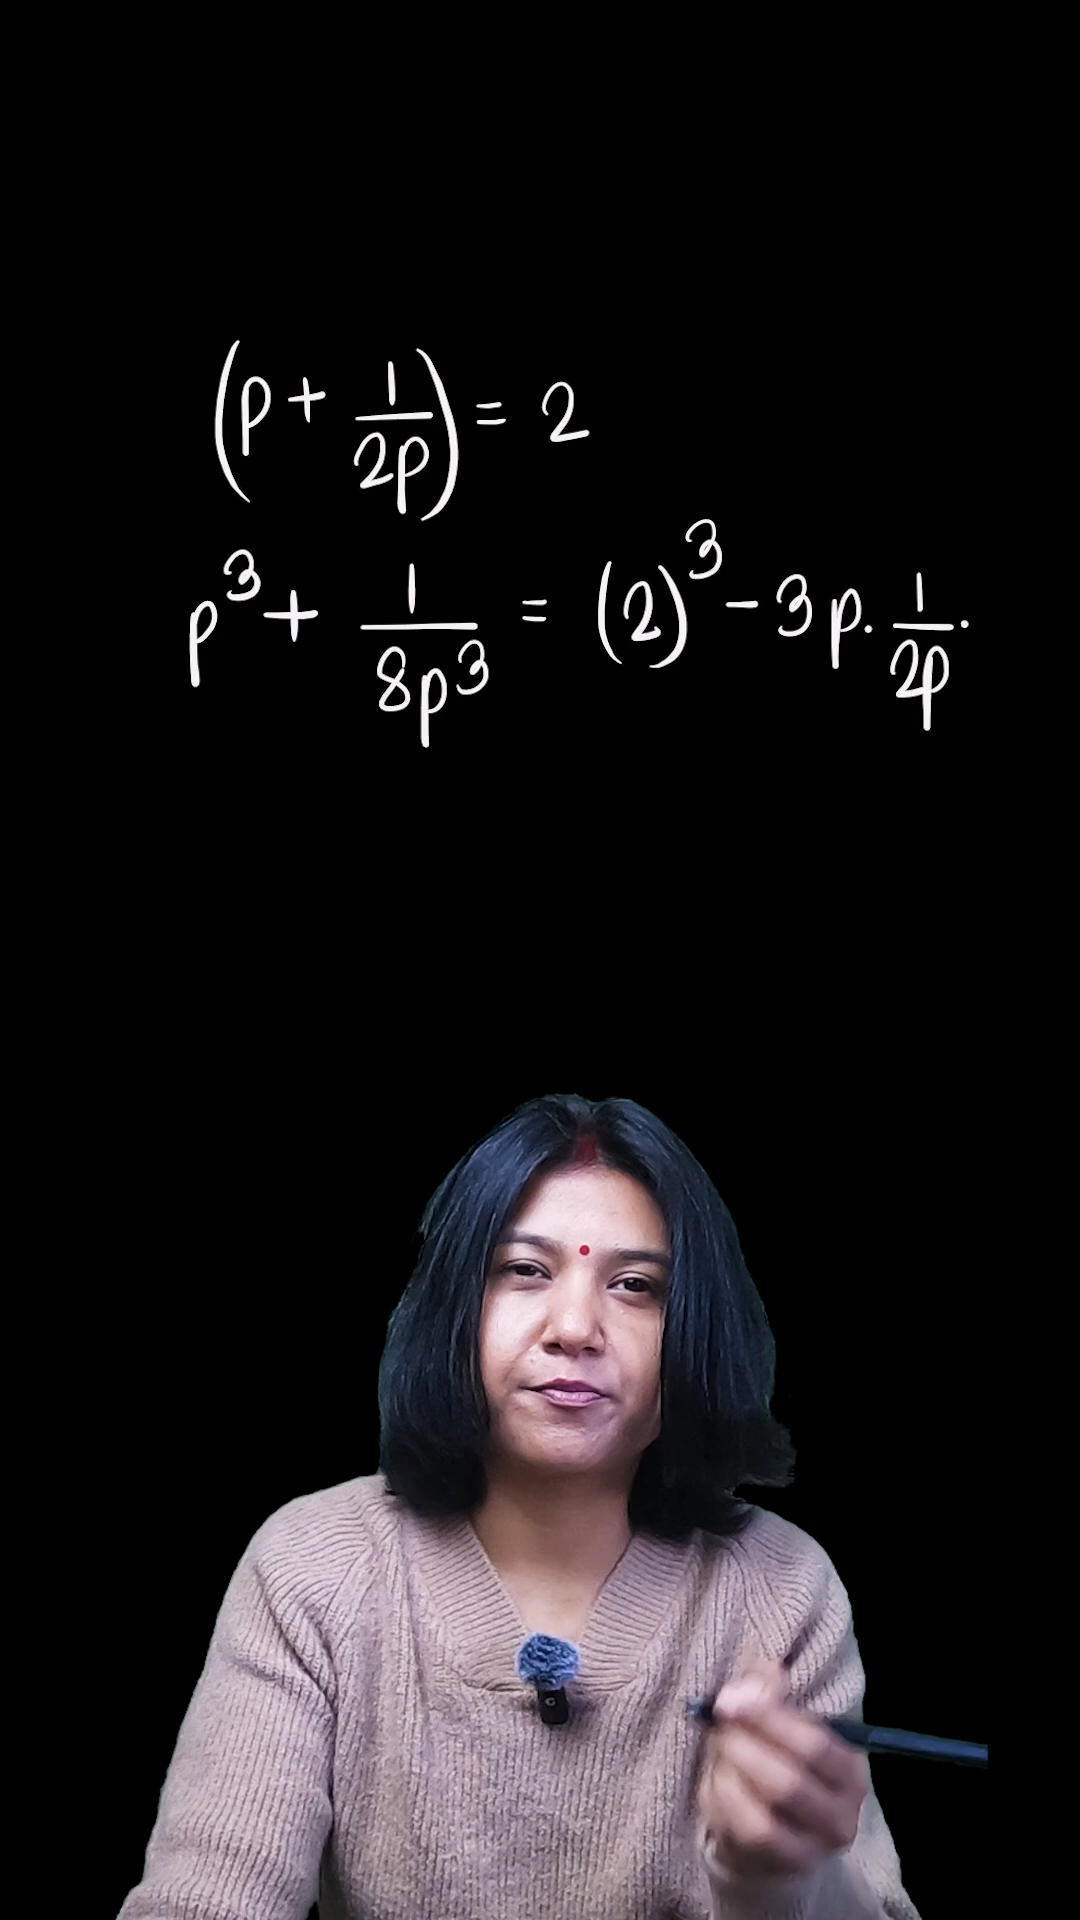 (p + 1/2p) = 2
p³ + 1/8p³ = (2)³ - 3p. 1/2p.